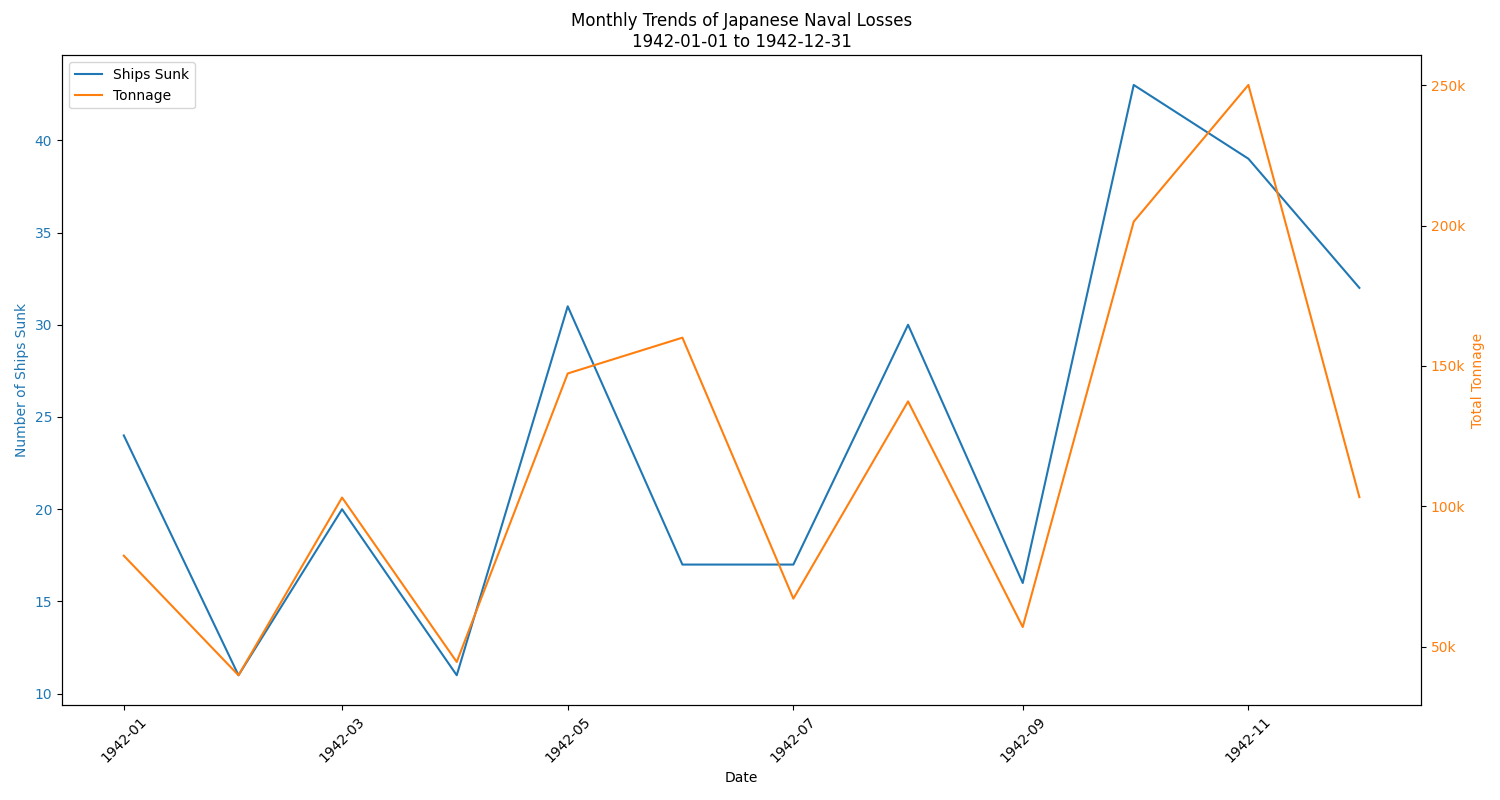 Monthly Trends of Japanese Naval Losses
1942-01-01 to 1942-12-31
Ships Sunk
Tonnage
Number of Ships Sunk
40
35
30
25
20
15
10
250k
200k
150k
100k
50k
Total Tonnage
1942-01
1942-03
1942-05
1942-07
1942-09
1942-11
Date